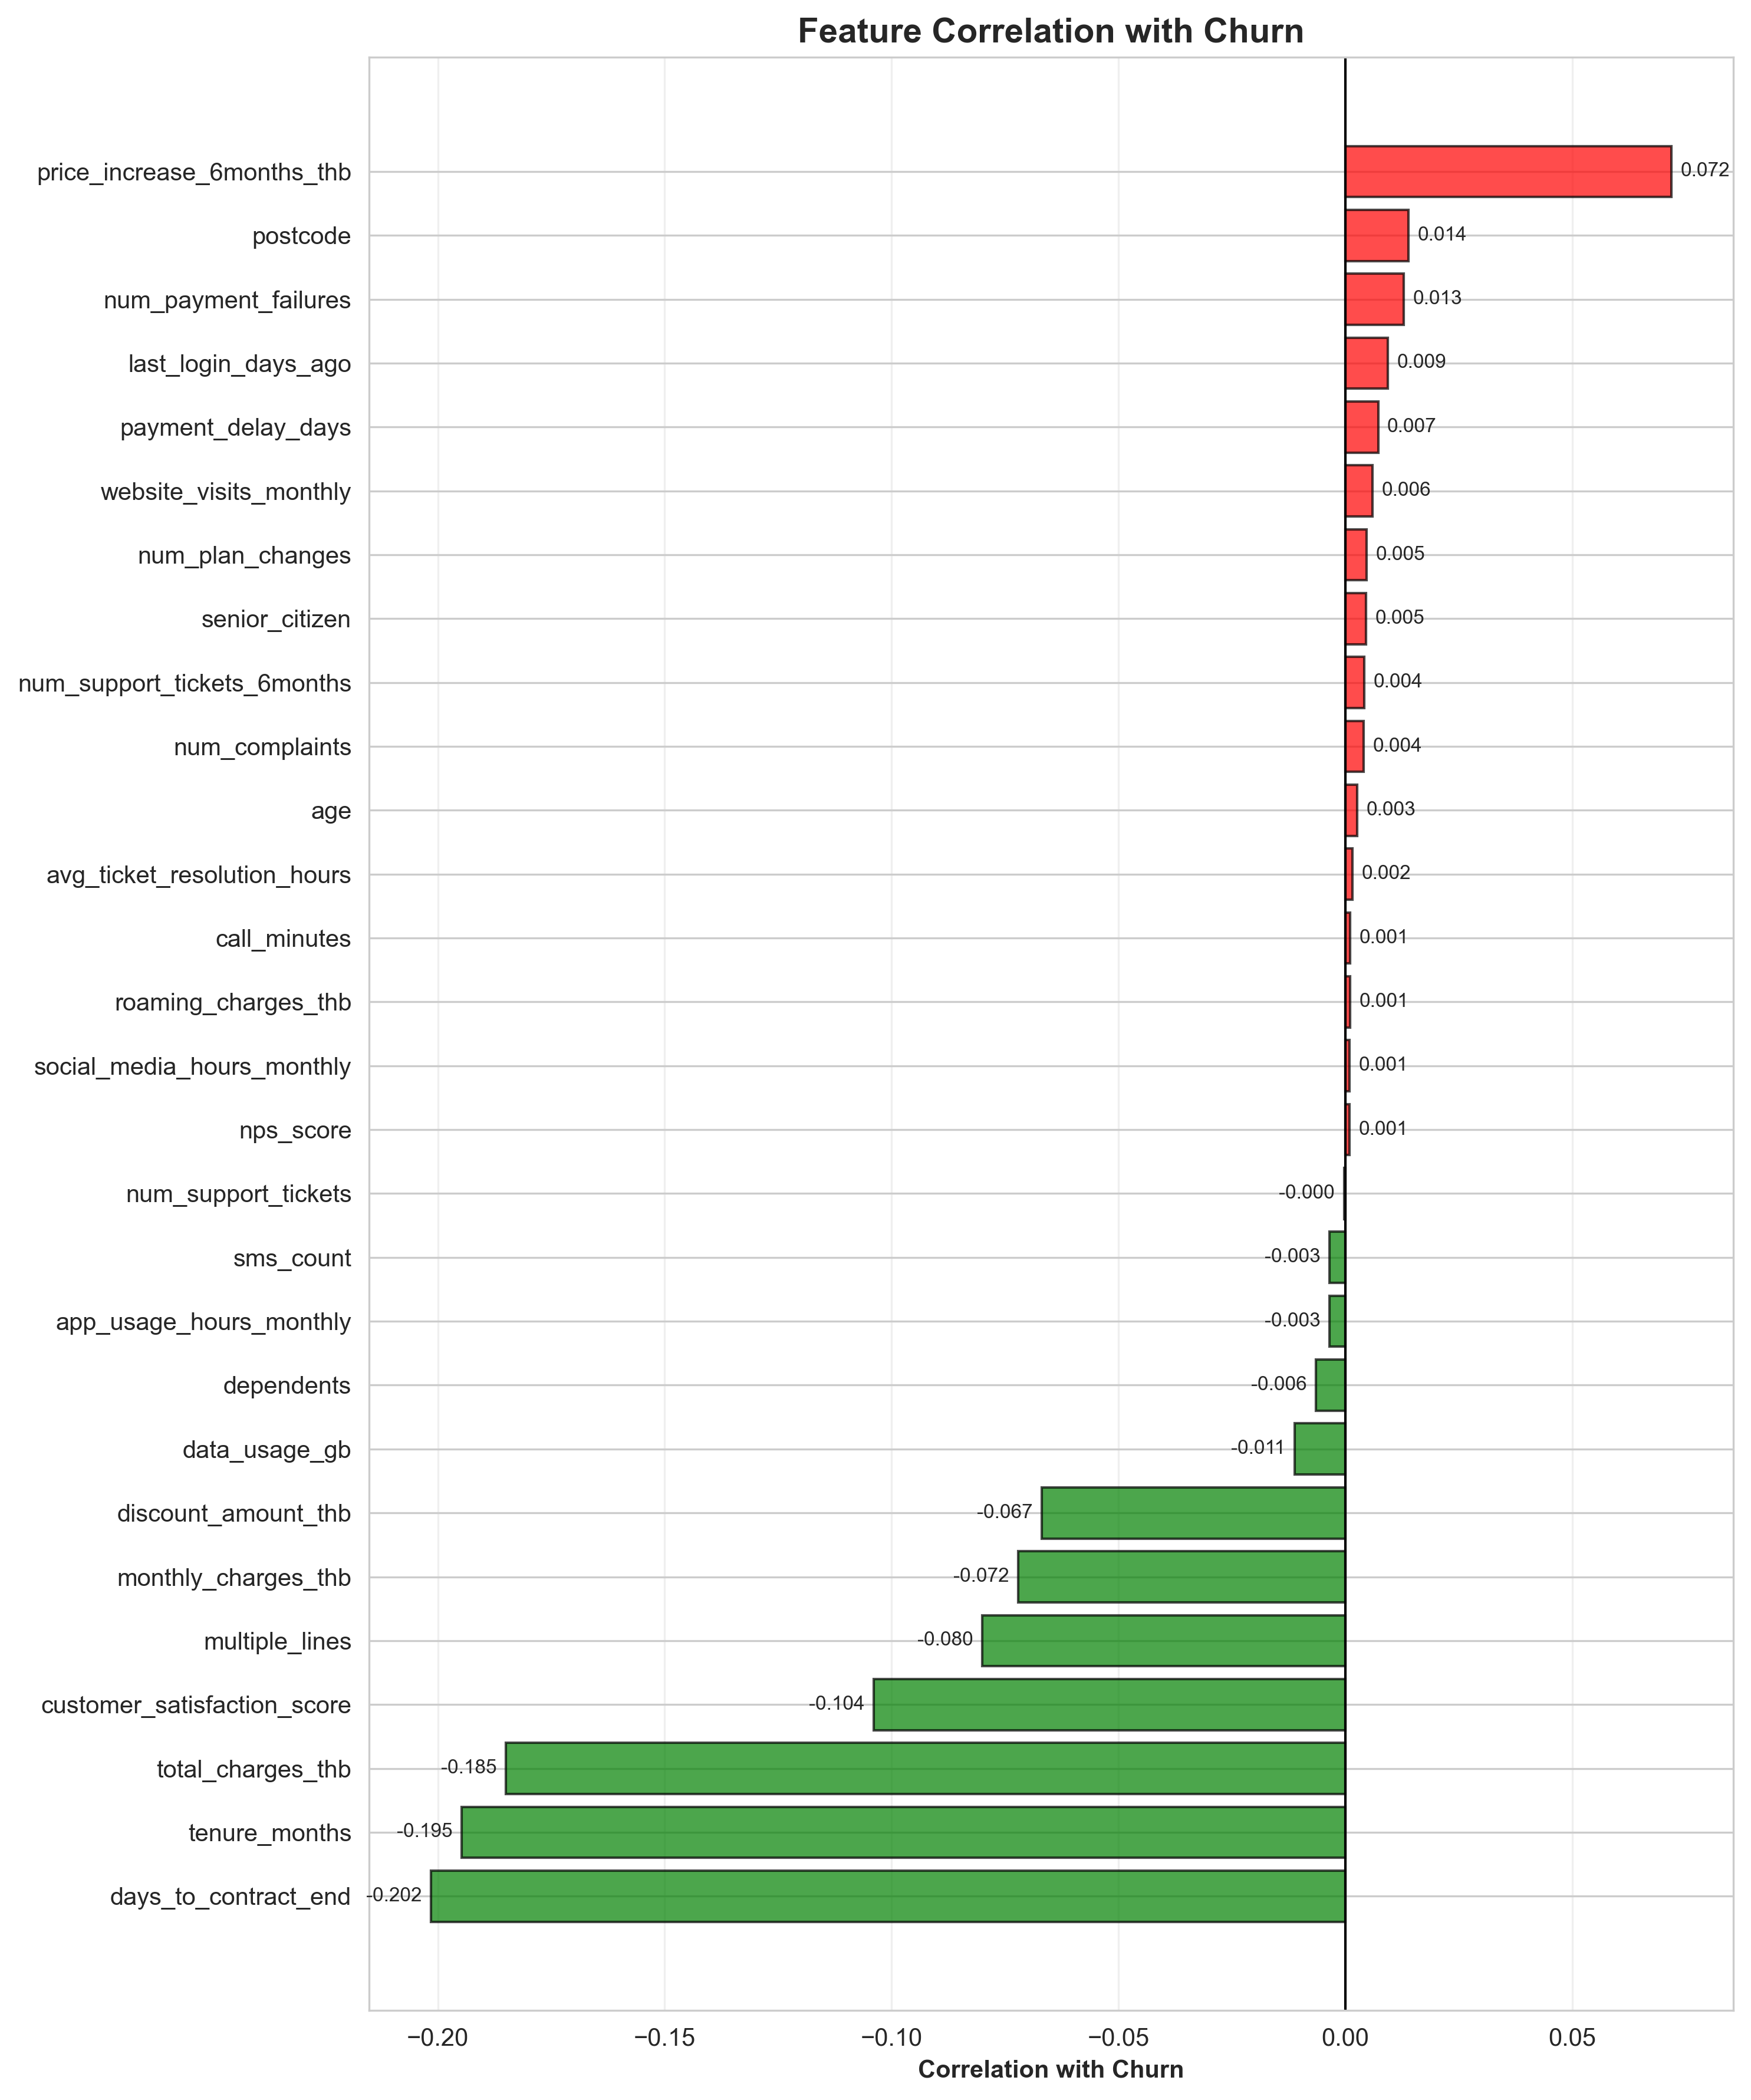 Feature Correlation with Churn
price_increase_6months_thb 0.072
postcode 0.014
num_payment_failures 0.013
last_login_days_ago 0.009
payment_delay_days 0.007
website_visits_monthly 0.006
num_plan_changes 0.005
senior_citizen 0.005
num_support_tickets_6months 0.004
num_complaints 0.004
age 0.003
avg_ticket_resolution_hours 0.002
call_minutes 0.001
roaming_charges_thb 0.001
social_media_hours_monthly 0.001
nps_score 0.001
num_support_tickets -0.000
sms_count -0.003
app_usage_hours_monthly -0.003
dependents -0.006
data_usage_gb -0.011
discount_amount_thb -0.067
monthly_charges_thb -0.072
multiple_lines -0.080
customer_satisfaction_score -0.104
total_charges_thb -0.185
tenure_months -0.195
days_to_contract_end -0.202
−0.20 −0.15 −0.10 −0.05 0.00 0.05
Correlation with Churn